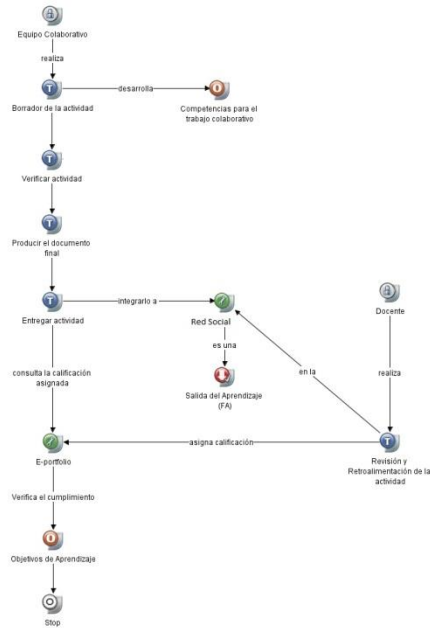 Equipo Colaborativo
realiza
T
desarrolla
Borrador de la actividad
Competencias para el
trabajo colaborativo
T
Verificar actividad
T
Producir el documento
final
T
integrarlo a
Entregar actividad
Red Social
Docente
es una
consulta la calificación
asignada
en la
realiza
Salida del Aprendizaje
(FA)
asigna calificación
T
E-portfolio
Revisión y
Retroalimentación de la
actividad
Verifica el cumplimiento
Objetivos de Aprendizaje
Stop